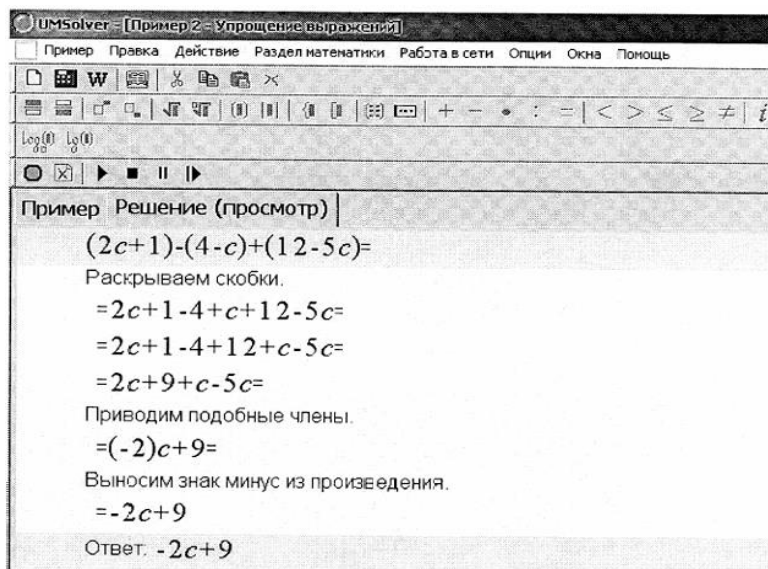 UMSolver - [Пример 2 - Упрощение выражений]
Пример Правка Действие Раздел математики Работа в сети Опции Окна Помощь
W
+ − • : = < > ≤ ≥ ≠ i
Пример Решение (просмотр)
(2c+1)-(4-c)+(12-5c)=
Раскрываем скобки.
=2c+1-4+c+12-5c=
=2c+1-4+12+c-5c=
=2c+9+c-5c=
Приводим подобные члены.
=(-2)c+9=
Выносим знак минус из произведения.
=-2c+9
Ответ: -2c+9